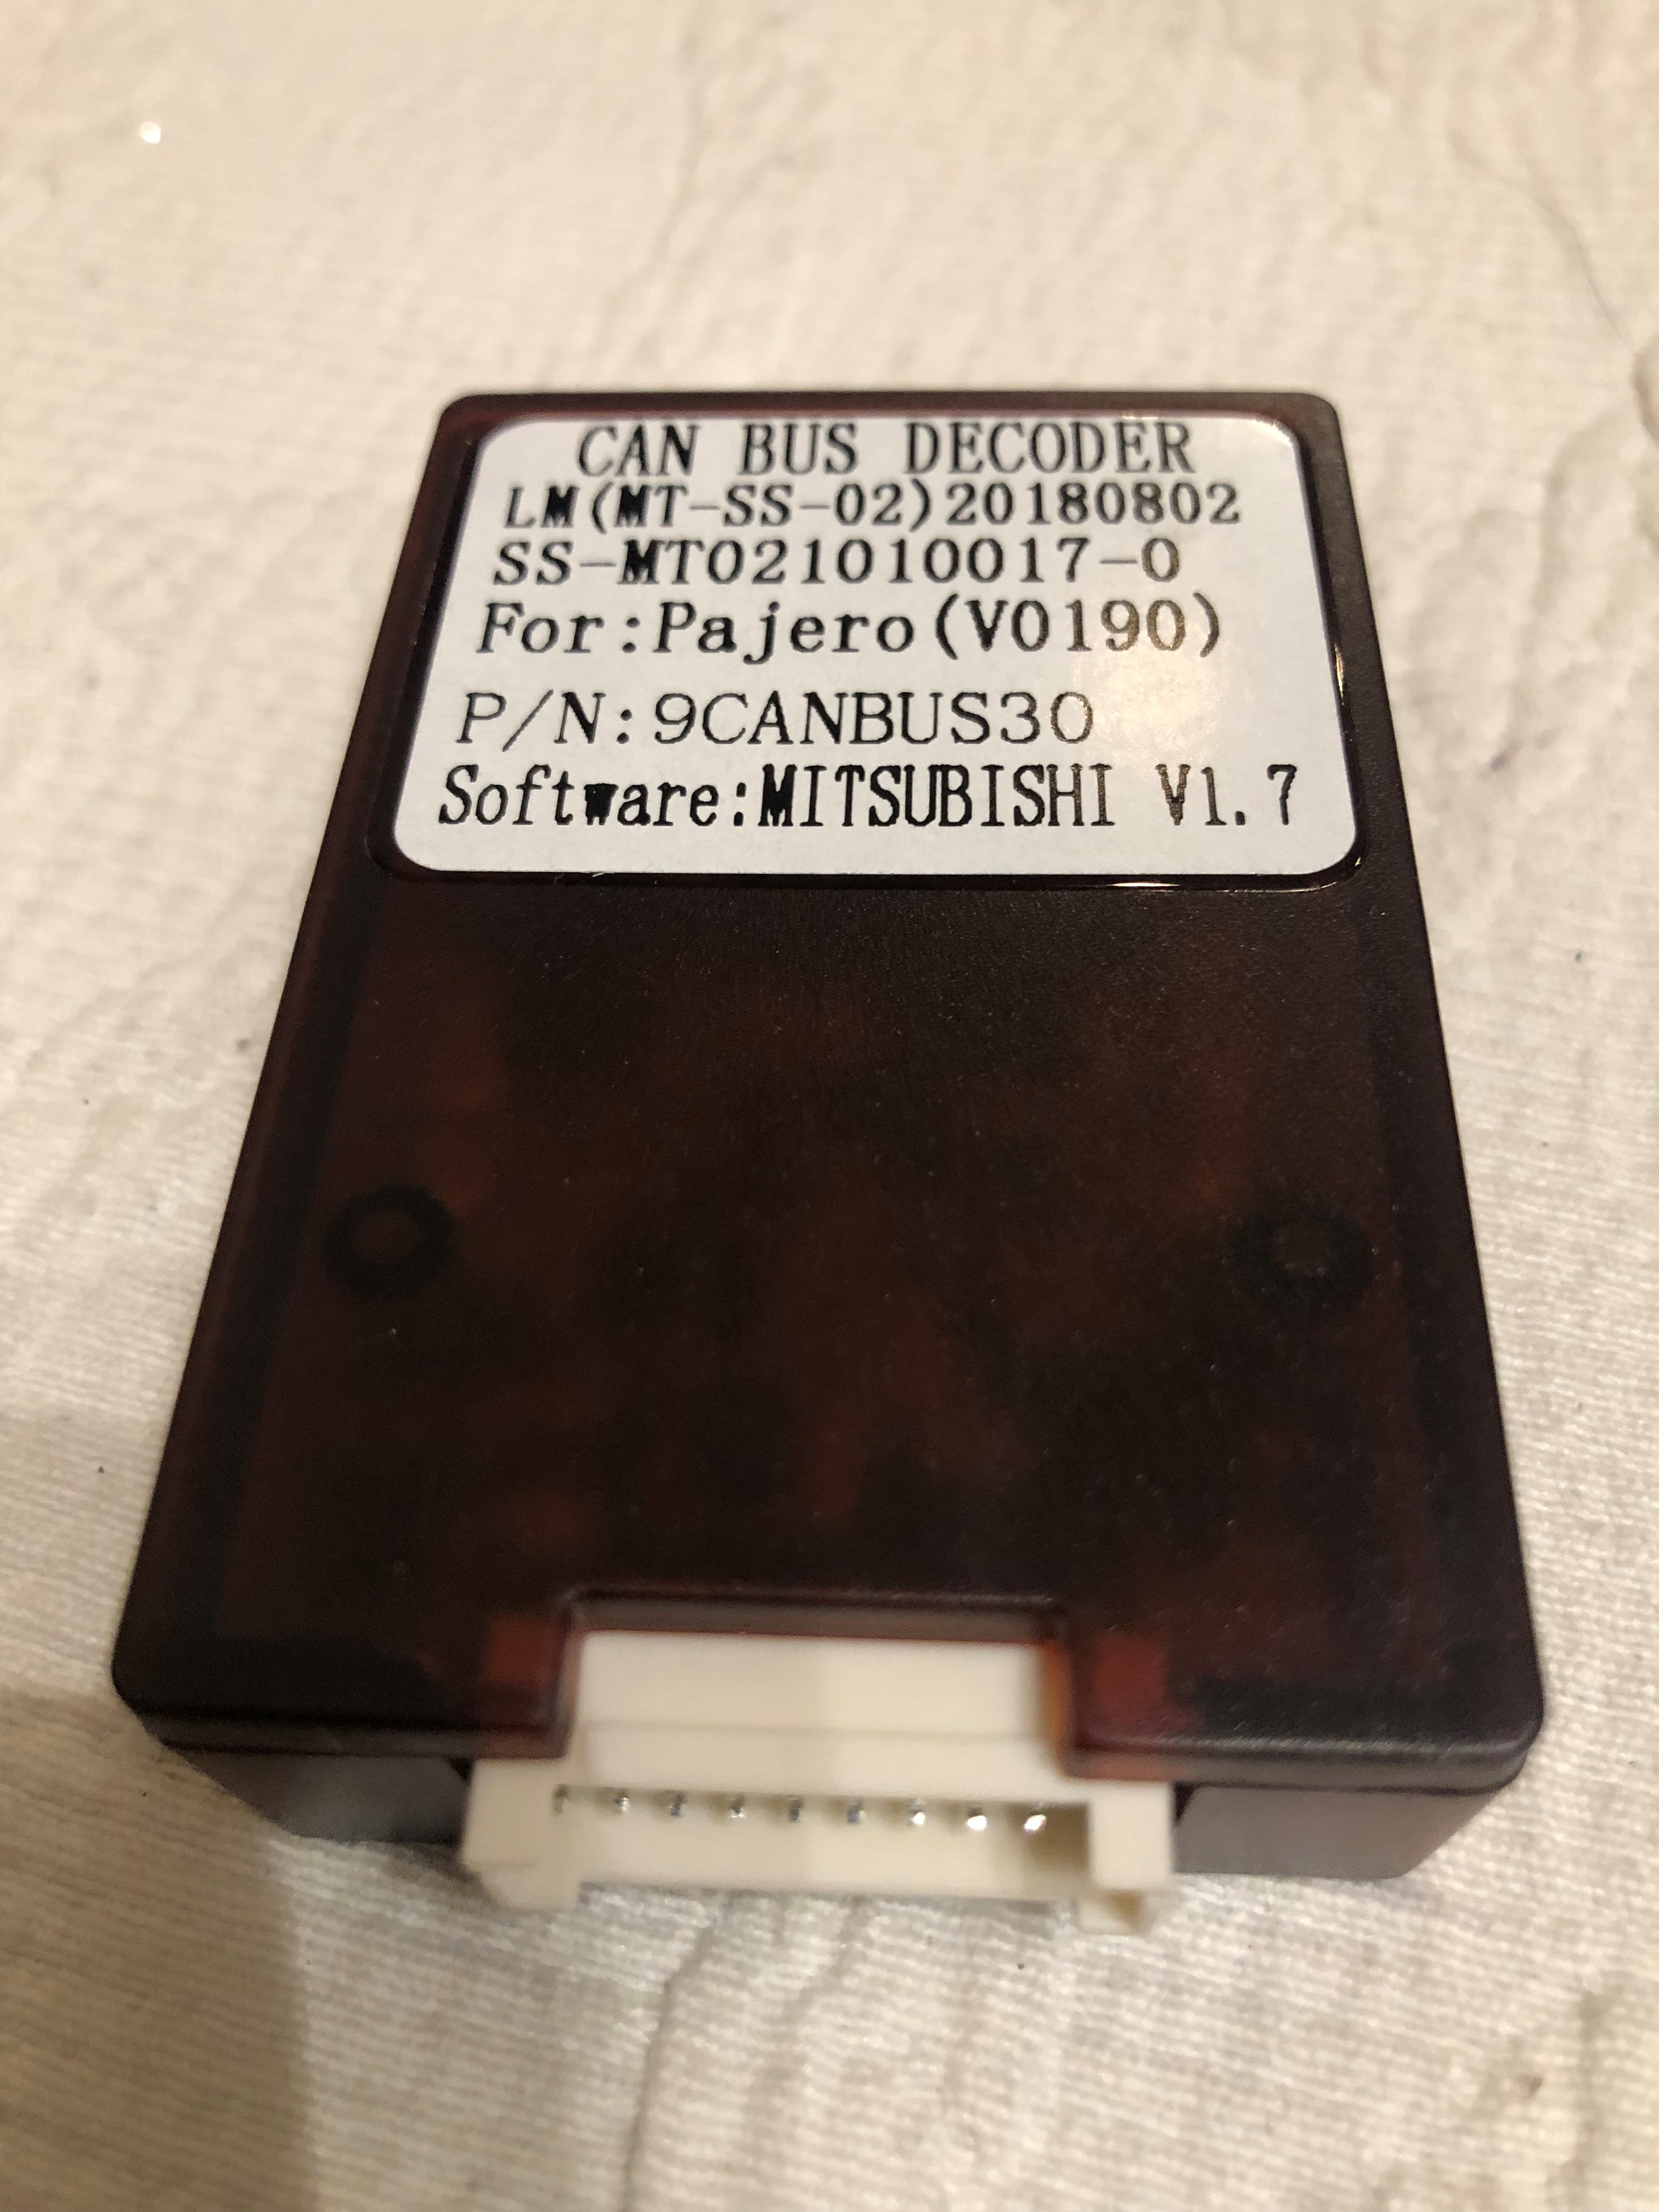 CAN BUS DECODER
LM(MT-SS-02)20180802
SS-MT021010017-0
For:Pajero(V0190)
P/N:9CANBUS30
Software:MITSUBISHI V1.7